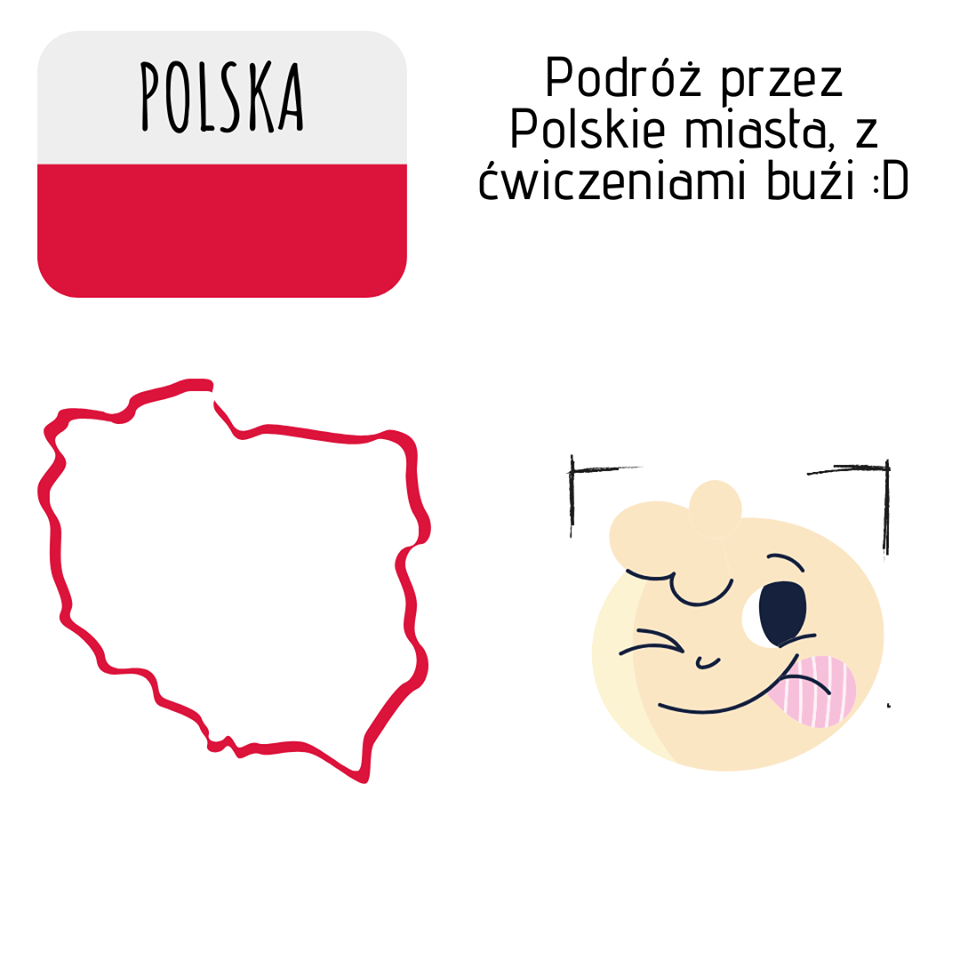 POLSKA
Podróż przez
Polskie miasta, z
ćwiczeniami buźi :D